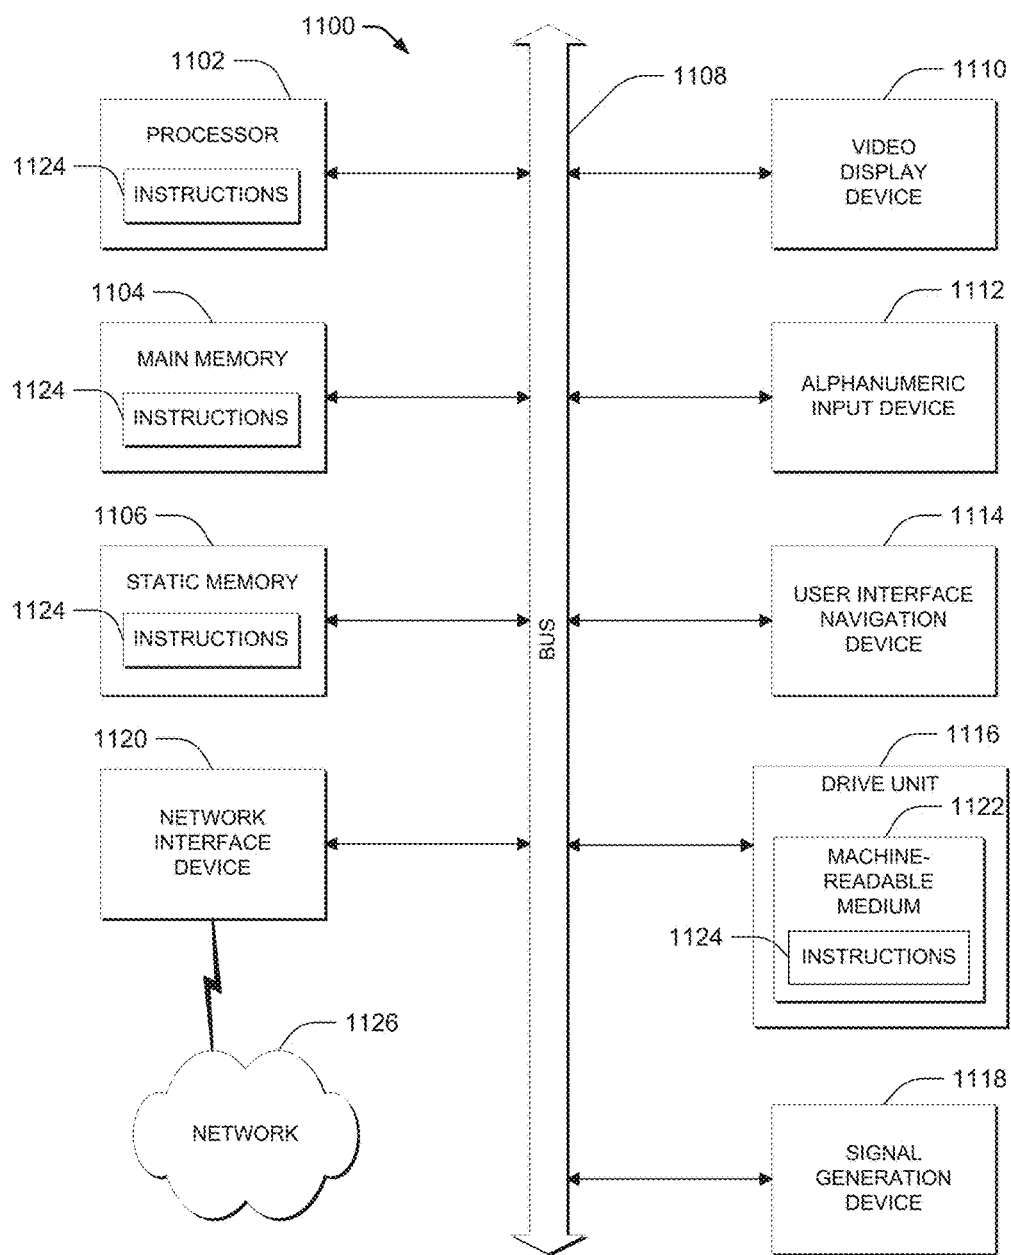 1100
1102
PROCESSOR
1124
INSTRUCTIONS
1104
MAIN MEMORY
1124
INSTRUCTIONS
1106
STATIC MEMORY
1124
INSTRUCTIONS
1120
NETWORK
INTERFACE
DEVICE
1126
NETWORK
1108
BUS
1110
VIDEO
DISPLAY
DEVICE
1112
ALPHANUMERIC
INPUT DEVICE
1114
USER INTERFACE
NAVIGATION
DEVICE
1116
DRIVE UNIT
1122
MACHINE-
READABLE
MEDIUM
1124
INSTRUCTIONS
1118
SIGNAL
GENERATION
DEVICE